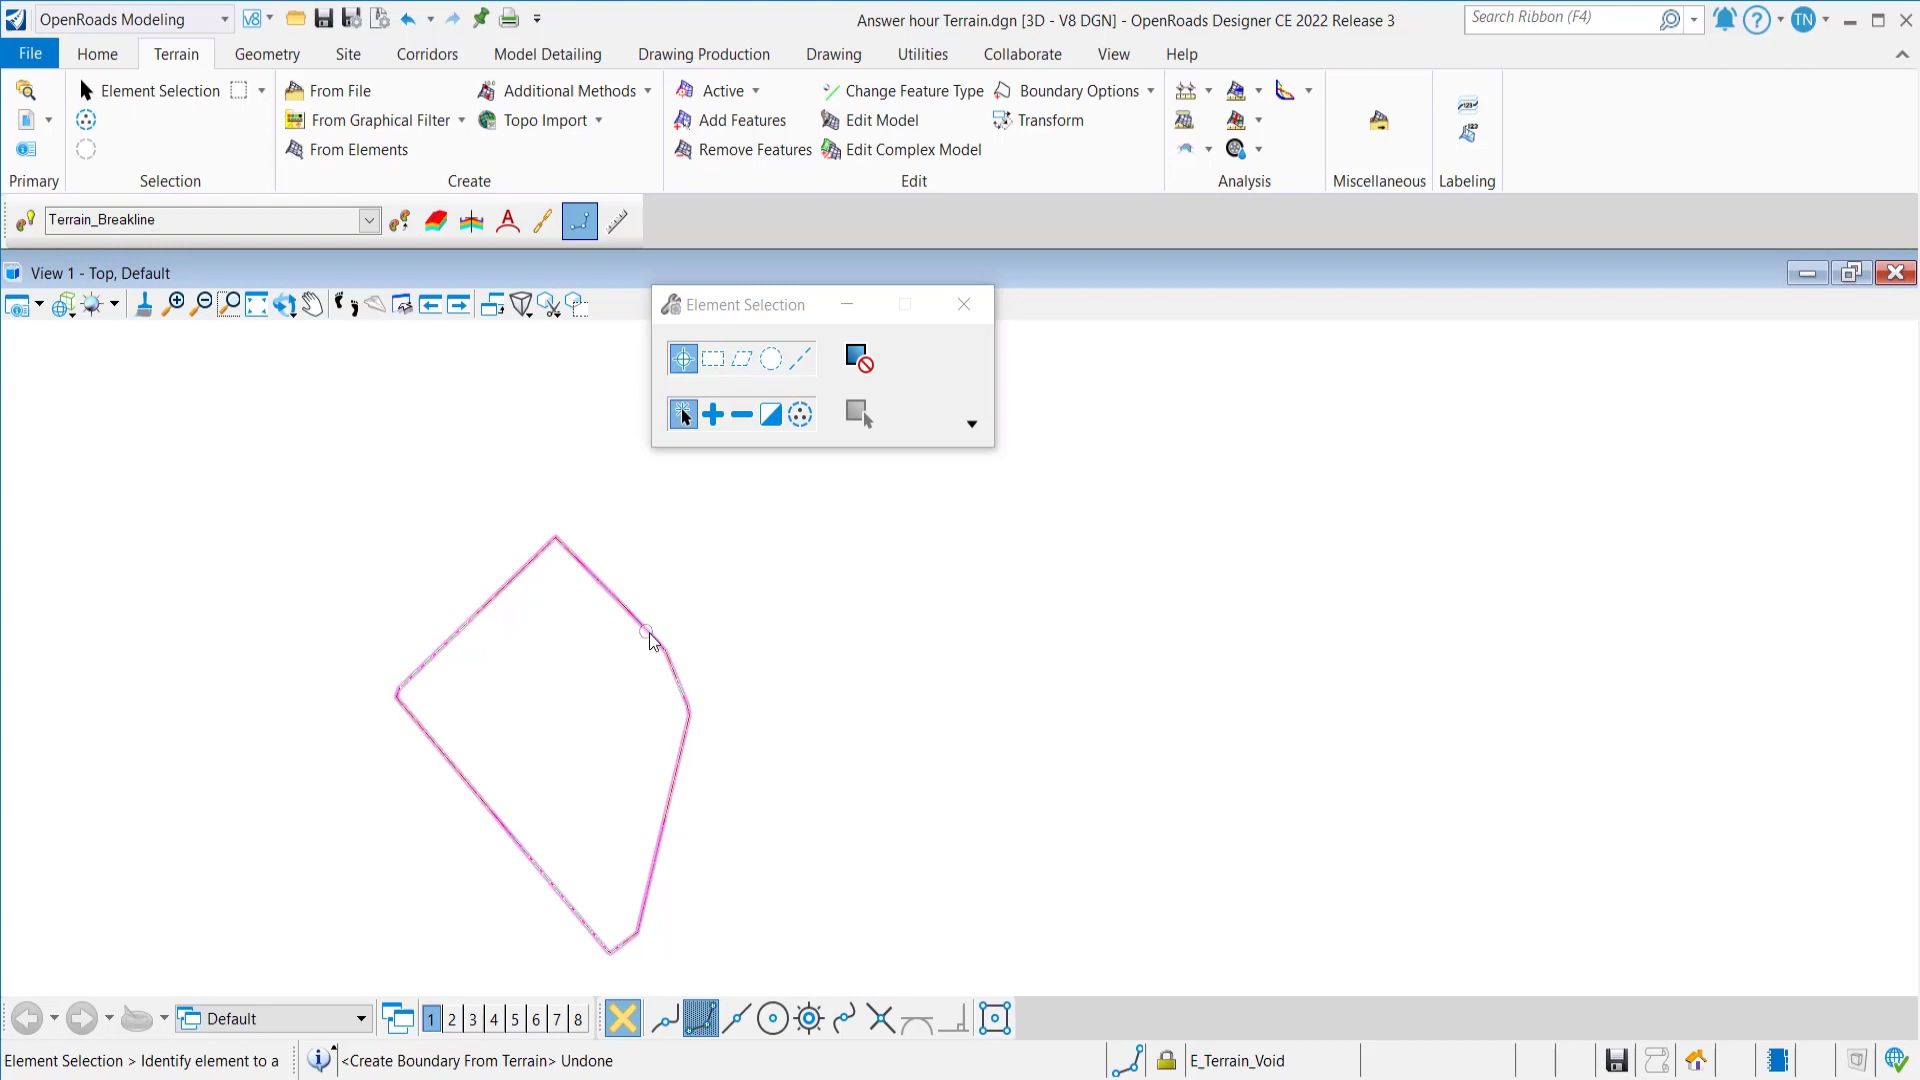 OpenRoads Modeling
V8
Answer hour Terrain.dgn [3D - V8 DGN] - OpenRoads Designer CE 2022 Release 3
Search Ribbon (F4)
TN
File
Home
Terrain
Geometry
Site
Corridors
Model Detailing
Drawing Production
Drawing
Utilities
Collaborate
View
Help
Element Selection
From File
Additional Methods
Active
Change Feature Type
Boundary Options
From Graphical Filter
Topo Import
Add Features
Edit Model
Transform
From Elements
Remove Features
Edit Complex Model
Primary
Selection
Create
Edit
Analysis
Miscellaneous
Labeling
Terrain_Breakline
View 1 - Top, Default
Element Selection
Default
1 2 3 4 5 6 7 8
Element Selection > Identify element to a
<Create Boundary From Terrain> Undone
E_Terrain_Void